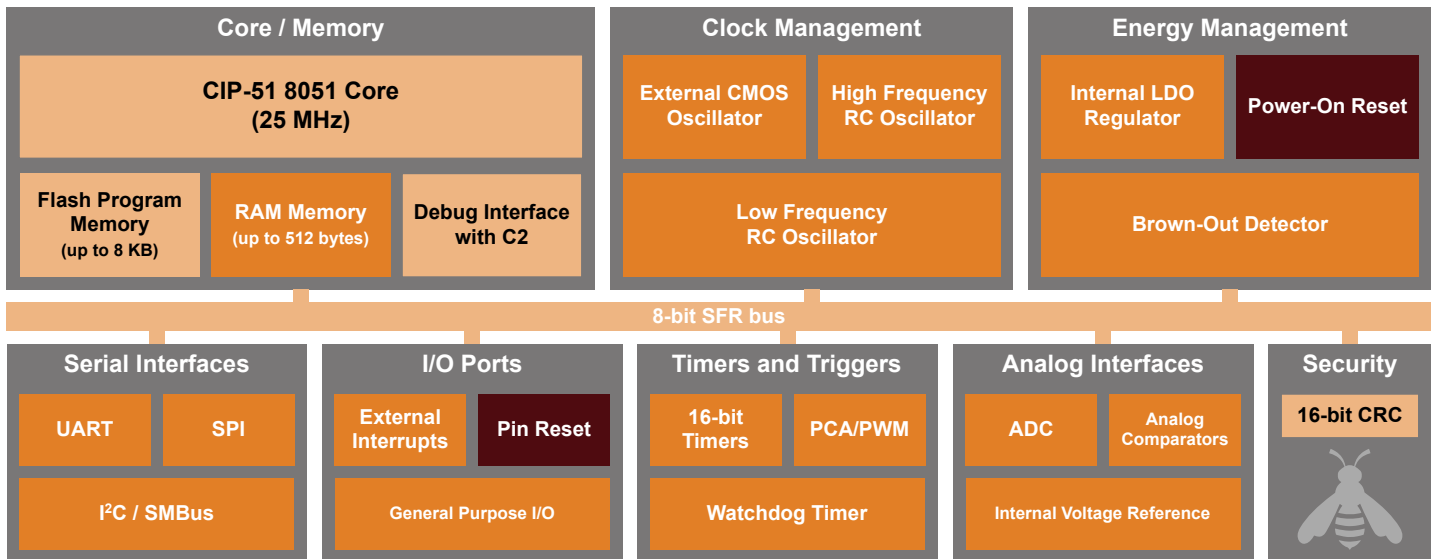 Core / Memory
CIP-51 8051 Core
(25 MHz)
Flash Program
Memory
(up to 8 KB)
RAM Memory
(up to 512 bytes)
Debug Interface
with C2
Clock Management
External CMOS
Oscillator
High Frequency
RC Oscillator
Low Frequency
RC Oscillator
Energy Management
Internal LDO
Regulator
Power-On Reset
Brown-Out Detector
8-bit SFR bus
Serial Interfaces
UART
SPI
I²C / SMBus
I/O Ports
External
Interrupts
Pin Reset
General Purpose I/O
Timers and Triggers
16-bit
Timers
PCA/PWM
Watchdog Timer
Analog Interfaces
ADC
Analog
Comparators
Internal Voltage Reference
Security
16-bit CRC